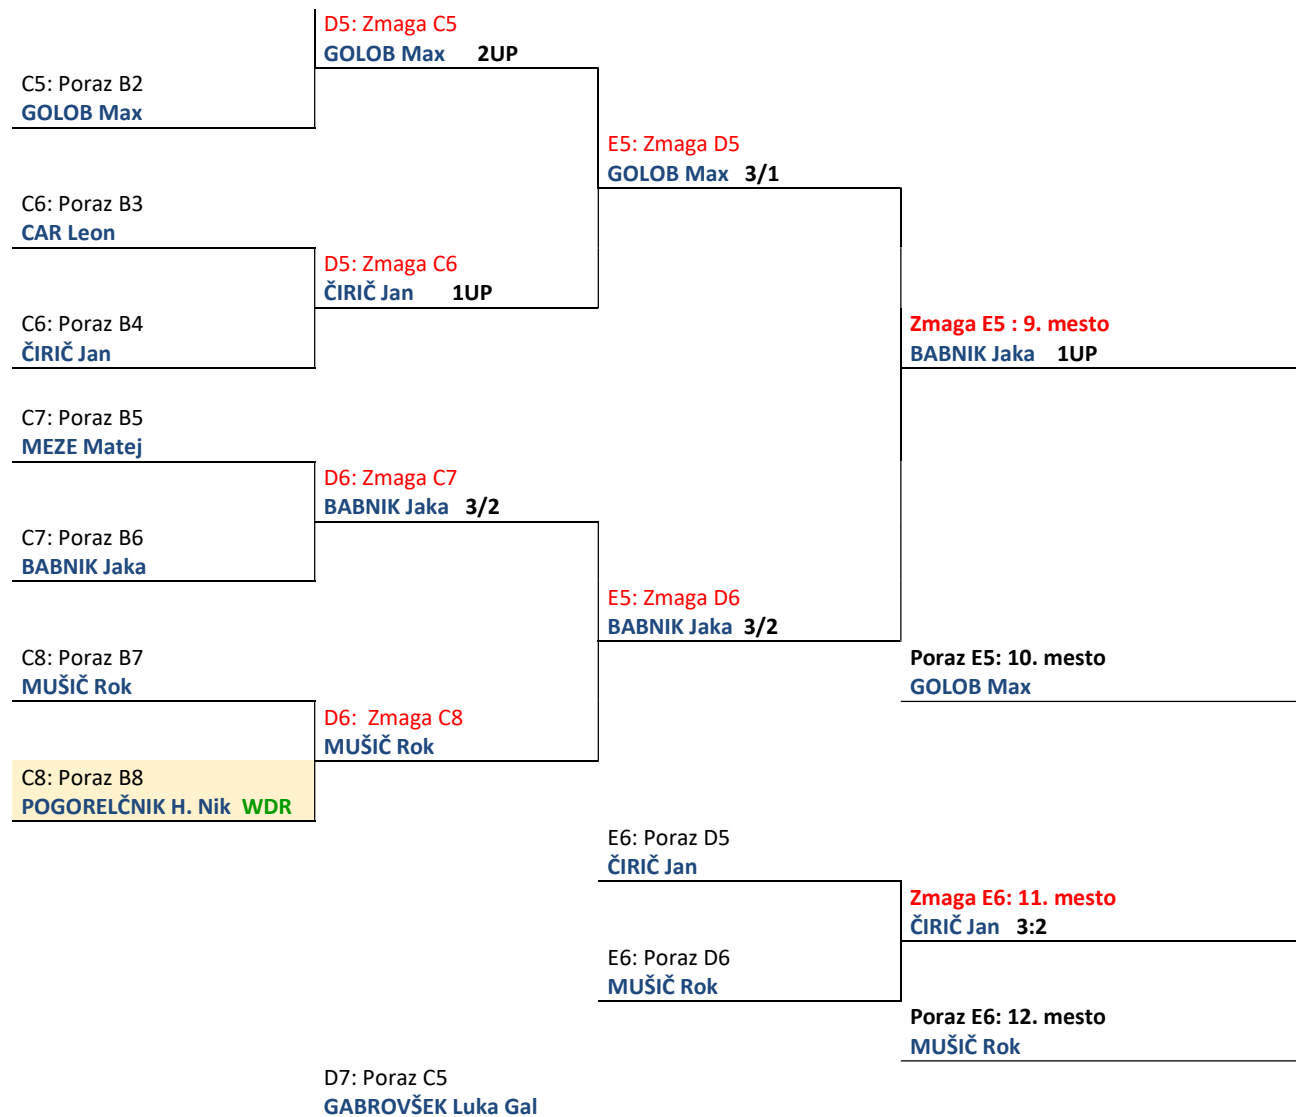 D5: Zmaga C5
GOLOB Max 2UP
C5: Poraz B2
GOLOB Max
E5: Zmaga D5
GOLOB Max 3/1
C6: Poraz B3
CAR Leon
D5: Zmaga C6
ČIRIČ Jan 1UP
C6: Poraz B4
ČIRIČ Jan
Zmaga E5 : 9. mesto
BABNIK Jaka 1UP
C7: Poraz B5
MEZE Matej
D6: Zmaga C7
BABNIK Jaka 3/2
C7: Poraz B6
BABNIK Jaka
E5: Zmaga D6
BABNIK Jaka 3/2
C8: Poraz B7
MUŠIČ Rok
Poraz E5: 10. mesto
GOLOB Max
D6: Zmaga C8
MUŠIČ Rok
C8: Poraz B8
POGORELČNIK H. Nik WDR
E6: Poraz D5
ČIRIČ Jan
Zmaga E6: 11. mesto
ČIRIČ Jan 3:2
E6: Poraz D6
MUŠIČ Rok
Poraz E6: 12. mesto
MUŠIČ Rok
D7: Poraz C5
GABROVŠEK Luka Gal